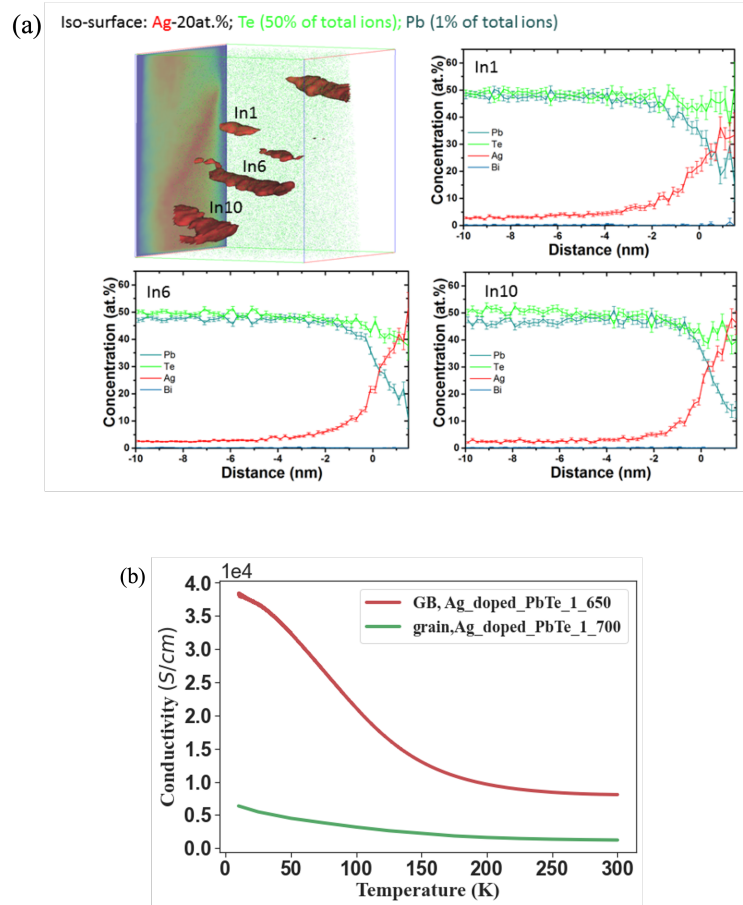 (a)
Iso-surface: Ag-20at.%; Te (50% of total ions); Pb (1% of total ions)
In1
In6
In10
In1
Concentration (at.%)
60
50
40
30
20
10
0
Pb
Te
Ag
Bi
-10 -8 -6 -4 -2 0
Distance (nm)
In6
Concentration (at.%)
60
50
40
30
20
10
0
Pb
Te
Ag
Bi
-10 -8 -6 -4 -2 0
Distance (nm)
In10
Concentration (at.%)
60
50
40
30
20
10
0
Pb
Te
Ag
Bi
-10 -8 -6 -4 -2 0
Distance (nm)
(b)
1e4
Conductivity (S/cm)
4.0
3.5
3.0
2.5
2.0
1.5
1.0
0.5
0.0
GB, Ag_doped_PbTe_1_650
grain,Ag_doped_PbTe_1_700
0 50 100 150 200 250 300
Temperature (K)